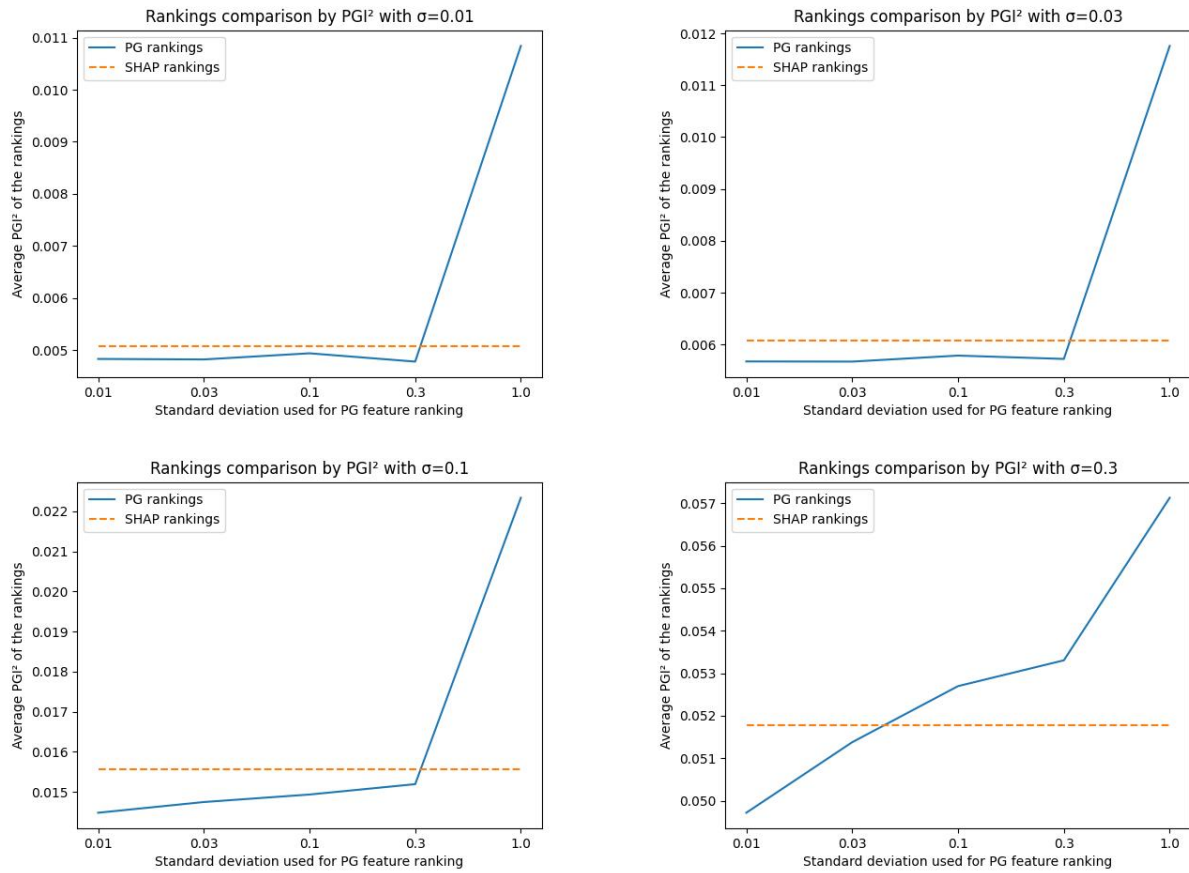 Rankings comparison by PGI² with σ=0.01
PG rankings
SHAP rankings
0.011
0.010
0.009
0.008
0.007
0.006
0.005
Average PGI² of the rankings
0.01 0.03 0.1 0.3 1.0
Standard deviation used for PG feature ranking
Rankings comparison by PGI² with σ=0.03
PG rankings
SHAP rankings
0.012
0.011
0.010
0.009
0.008
0.007
0.006
Average PGI² of the rankings
0.01 0.03 0.1 0.3 1.0
Standard deviation used for PG feature ranking
Rankings comparison by PGI² with σ=0.1
PG rankings
SHAP rankings
0.022
0.021
0.020
0.019
0.018
0.017
0.016
0.015
Average PGI² of the rankings
0.01 0.03 0.1 0.3 1.0
Standard deviation used for PG feature ranking
Rankings comparison by PGI² with σ=0.3
PG rankings
SHAP rankings
0.057
0.056
0.055
0.054
0.053
0.052
0.051
0.050
Average PGI² of the rankings
0.01 0.03 0.1 0.3 1.0
Standard deviation used for PG feature ranking